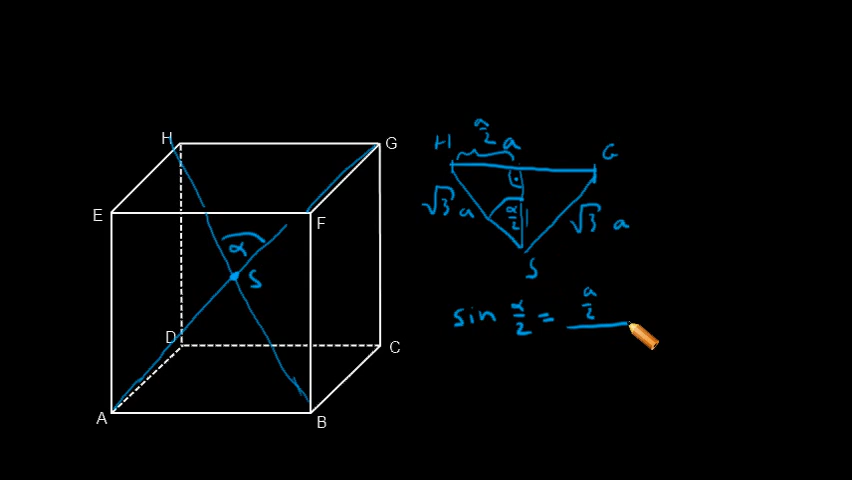 H
G
E
F
α
S
D
C
A
B
a/2
H
a
G
√3 a
α/2
√3 a
S
sin α/2 = a/2